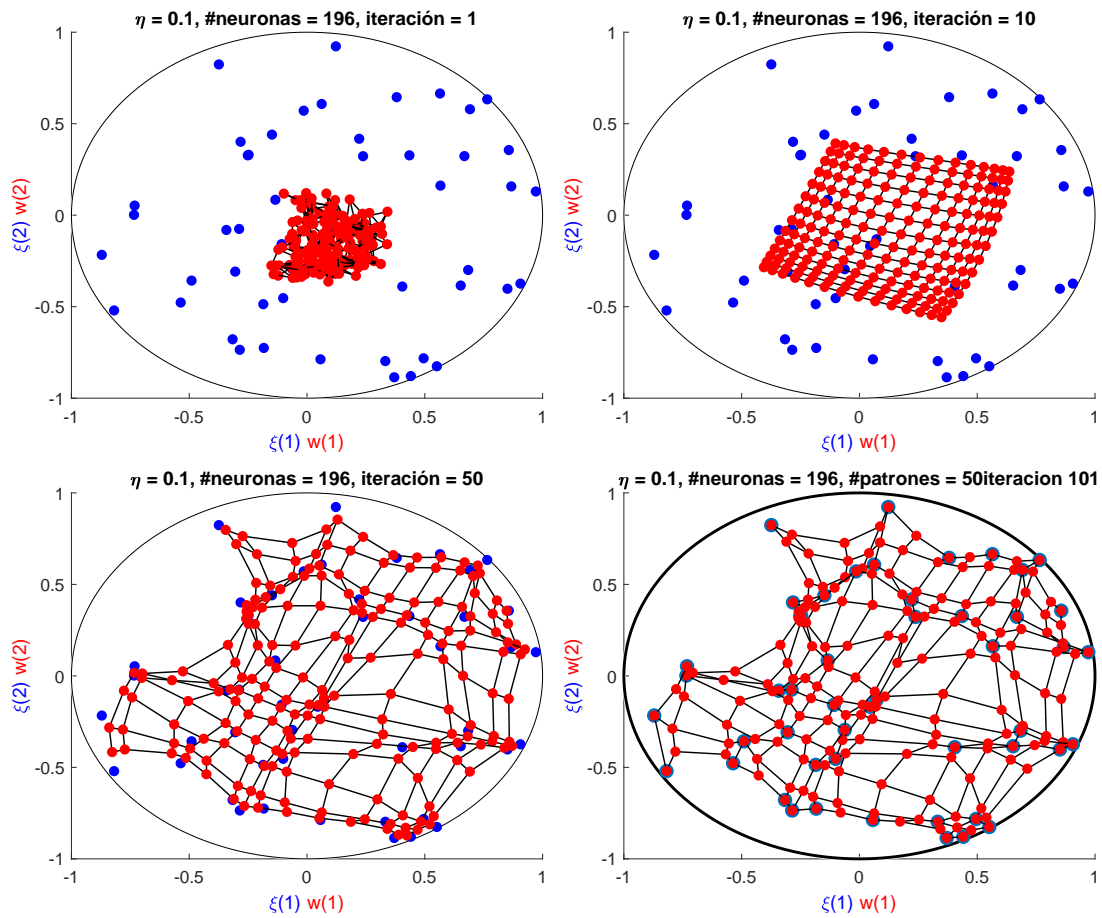 η = 0.1, #neuronas = 196, iteración = 1
1
0.5
0
-0.5
-1
ξ(2) w(2)
-1 -0.5 0 0.5 1
ξ(1) w(1)
η = 0.1, #neuronas = 196, iteración = 10
1
0.5
0
-0.5
-1
ξ(2) w(2)
-1 -0.5 0 0.5 1
ξ(1) w(1)
η = 0.1, #neuronas = 196, iteración = 50
1
0.5
0
-0.5
-1
ξ(2) w(2)
-1 -0.5 0 0.5 1
ξ(1) w(1)
η = 0.1, #neuronas = 196, #patrones = 50iteracion 101
1
0.5
0
-0.5
-1
ξ(2) w(2)
-1 -0.5 0 0.5 1
ξ(1) w(1)